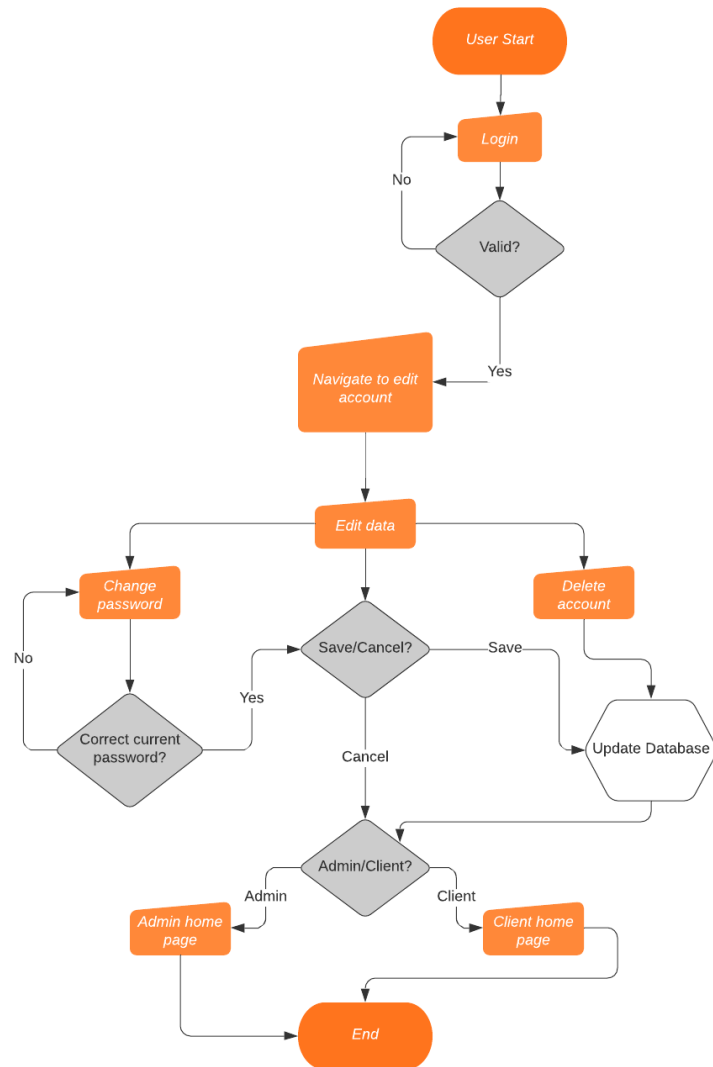 User Start
Login
No
Valid?
Yes
Navigate to edit
account
Edit data
Change
password
Delete
account
No
Save/Cancel?
Save
Yes
Correct current
password?
Update Database
Cancel
Admin/Client?
Admin
Client
Admin home
page
Client home
page
End